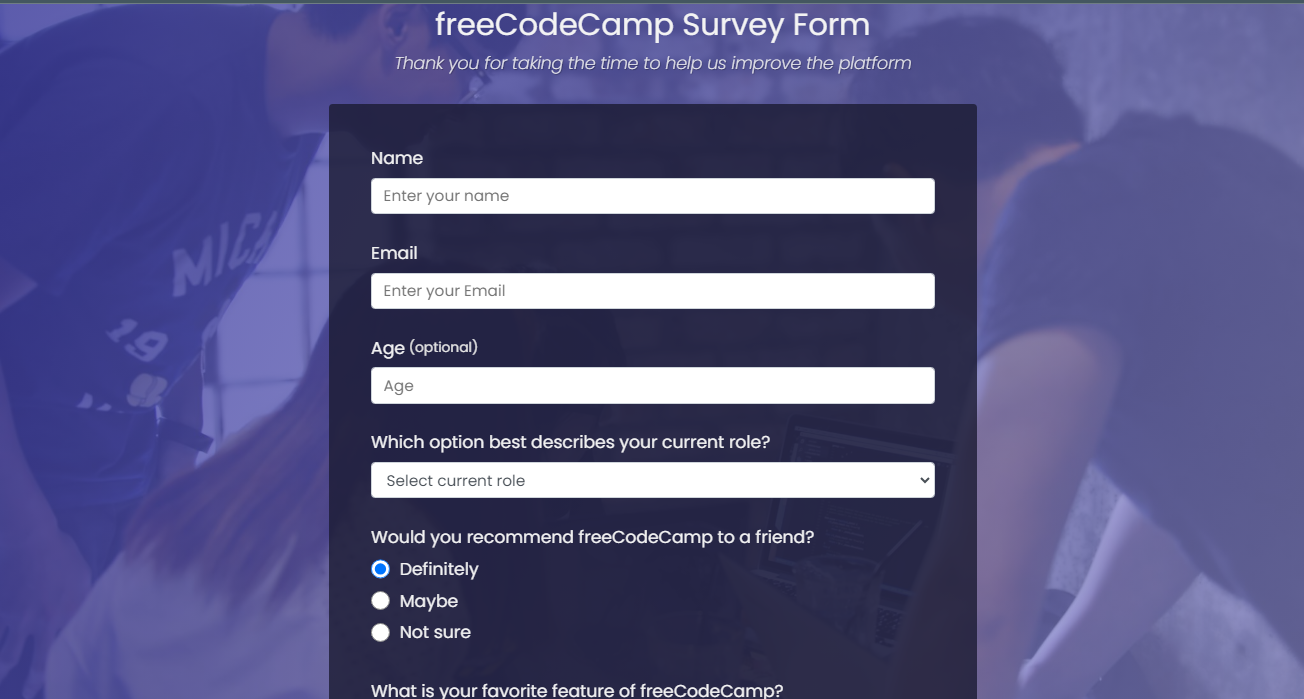 freeCodeCamp Survey Form
Thank you for taking the time to help us improve the platform
Name
Enter your name
Email
Enter your Email
Age (optional)
Age
Which option best describes your current role?
Select current role
Would you recommend freeCodeCamp to a friend?
Definitely
Maybe
Not sure
What is your favorite feature of freeCodeCamp?
MICH
19